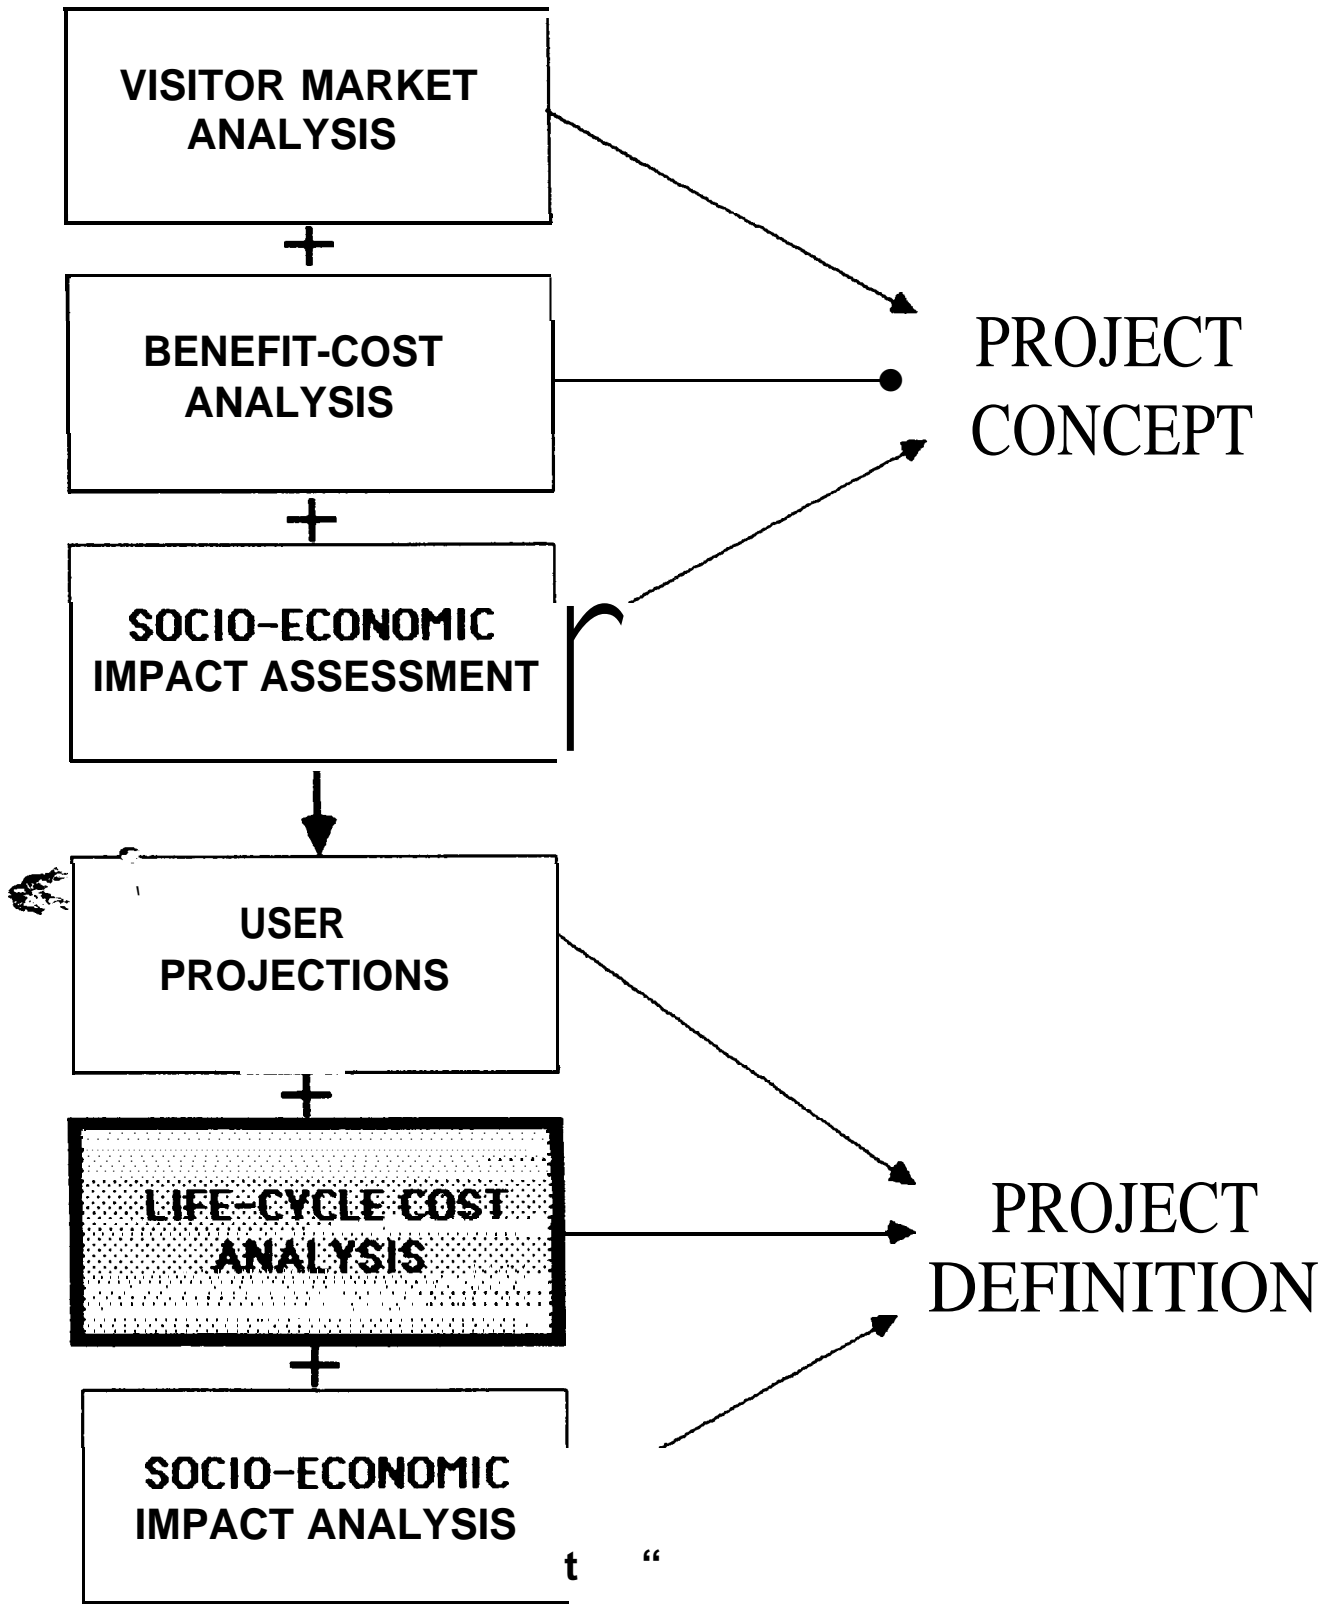 VISITOR MARKET
ANALYSIS
+
BENEFIT-COST
ANALYSIS
PROJECT
CONCEPT
+
SOCIO-ECONOMIC
IMPACT ASSESSMENT
USER
PROJECTIONS
+
LIFE-CYCLE COST
ANALYSIS
PROJECT
DEFINITION
+
SOCIO-ECONOMIC
IMPACT ANALYSIS
t “